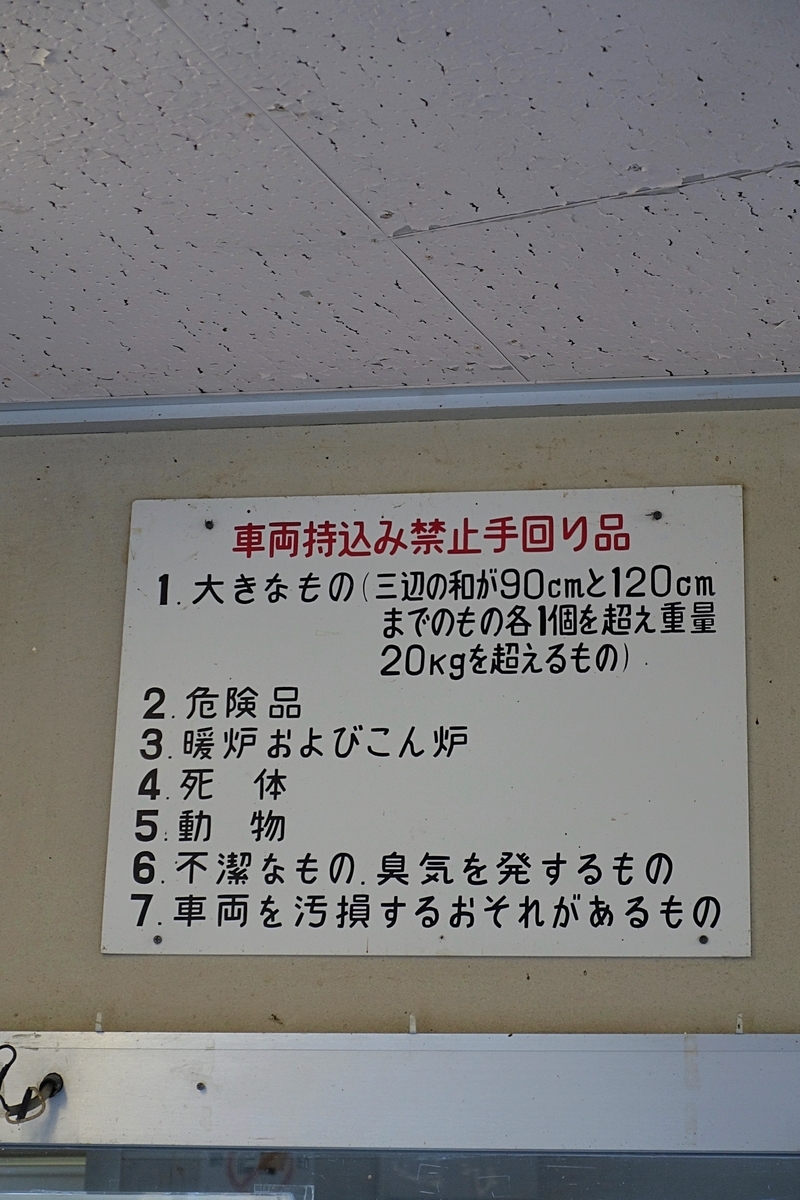 車両持込み禁止手回り品
1.大きなもの(三辺の和が90cmと120cm
までのもの各1個を超え重量
20kgを超えるもの).
2.危険品
3.暖炉およびこん炉
4.死 体
5.動 物
6.不潔なもの.臭気を発するもの
7.車両を汚損するおそれがあるもの